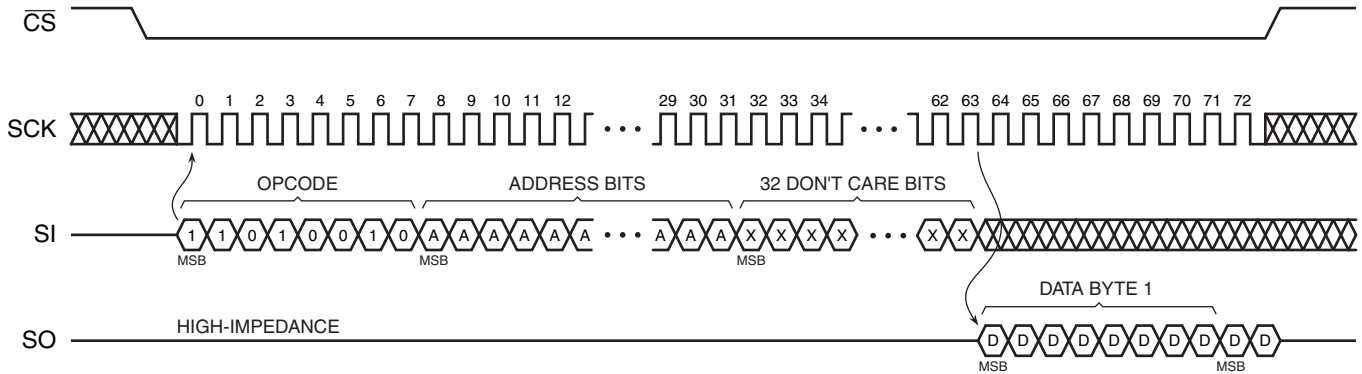 CS
0 1 2 3 4 5 6 7 8 9 10 11 12 29 30 31 32 33 34 62 63 64 65 66 67 68 69 70 71 72
SCK
OPCODE ADDRESS BITS 32 DON'T CARE BITS
SI 1 1 0 1 0 0 1 0 A A A A A A A A A X X X X X X
MSB MSB MSB
DATA BYTE 1
HIGH-IMPEDANCE
SO D D D D D D D D D D
MSB MSB